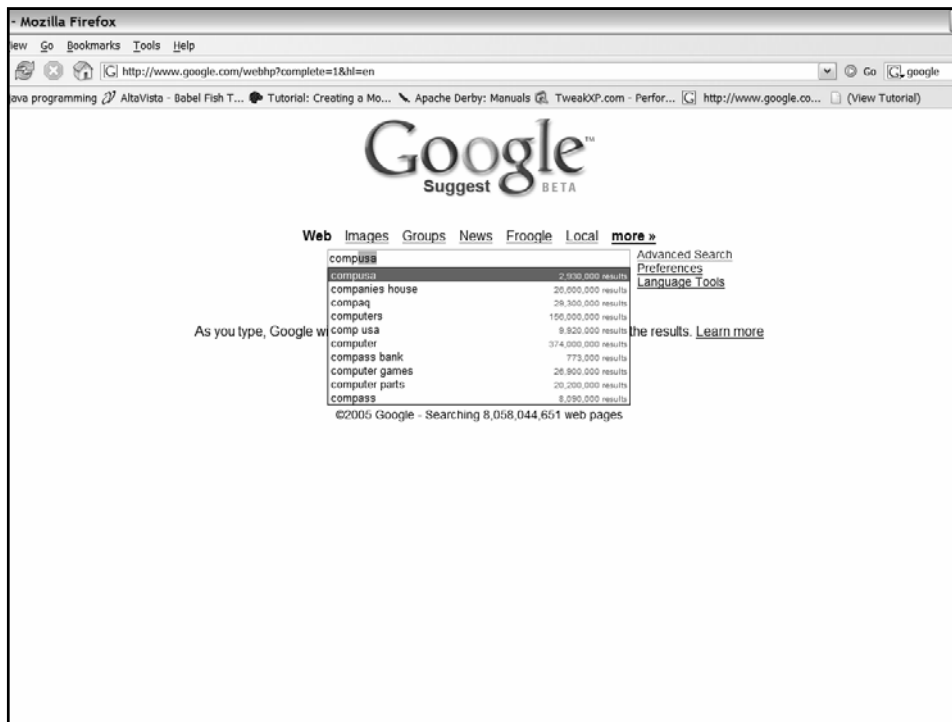 - Mozilla Firefox
iew Go Bookmarks Tools Help
http://www.google.com/webhp?complete=1&hl=en Go google
ava programming AltaVista - Babel Fish T... Tutorial: Creating a Mo... Apache Derby: Manuals TweakXP.com - Perfor... http://www.google.co... (View Tutorial)
Google™
Suggest BETA
Web Images Groups News Froogle Local more »
compusa Advanced Search
compusa 2,930,000 results Preferences
companies house 26,600,000 results Language Tools
compaq 29,300,000 results
computers 156,000,000 results
As you type, Google w comp usa 9,920,000 results the results. Learn more
computer 374,000,000 results
compass bank 773,000 results
computer games 26,900,000 results
computer parts 20,200,000 results
compass 8,090,000 results
©2005 Google - Searching 8,058,044,651 web pages